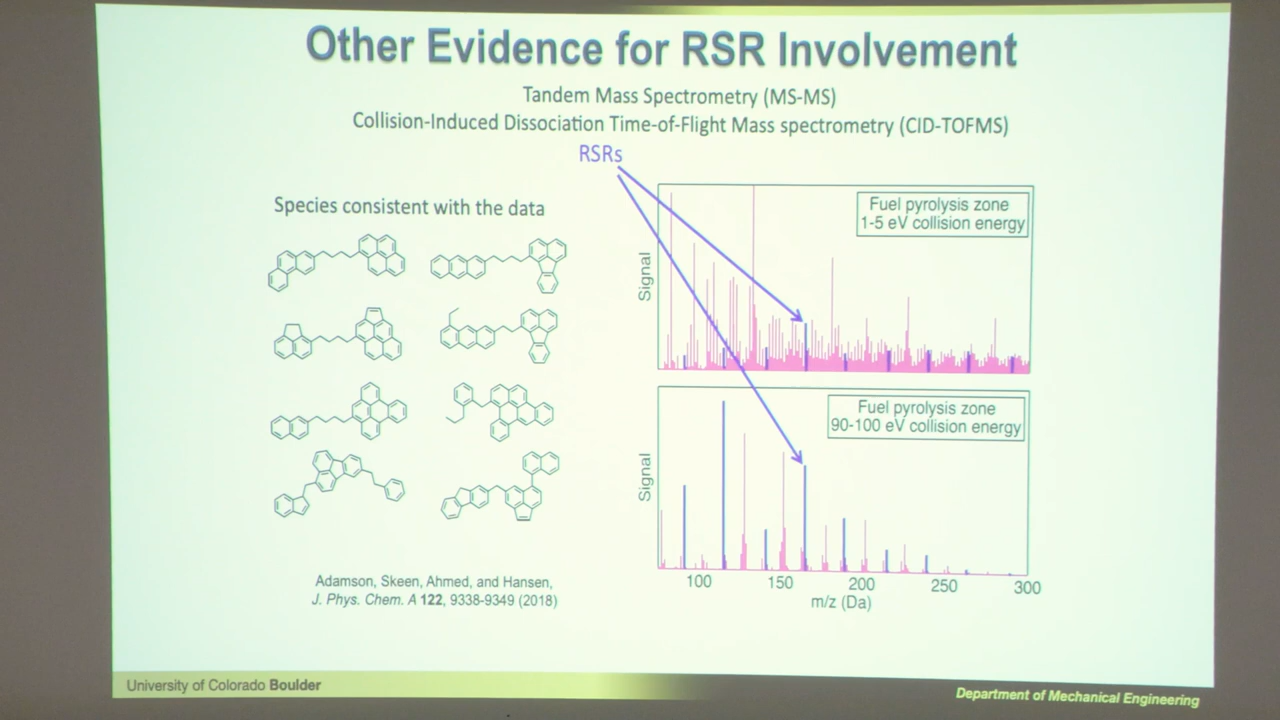 Other Evidence for RSR Involvement
Tandem Mass Spectrometry (MS-MS)
Collision-Induced Dissociation Time-of-Flight Mass spectrometry (CID-TOFMS)
RSRs
Species consistent with the data
Fuel pyrolysis zone
1-5 eV collision energy
Signal
Fuel pyrolysis zone
90-100 eV collision energy
Signal
100 150 200 250 300
m/z (Da)
Adamson, Skeen, Ahmed, and Hansen,
J. Phys. Chem. A 122, 9338-9349 (2018)
University of Colorado Boulder
Department of Mechanical Engineering